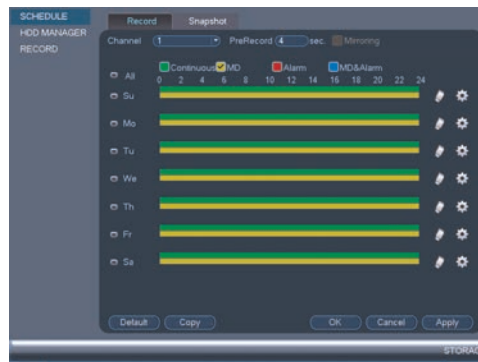 SCHEDULE
HDD MANAGER
RECORD
Record Snapshot
Channel 1 PreRecord 4 sec. Mirroring
All Continuous MD Alarm MD&Alarm
0 2 4 6 8 10 12 14 16 18 20 22 24
Su
Mo
Tu
We
Th
Fr
Sa
Default Copy OK Cancel Apply
STORAG